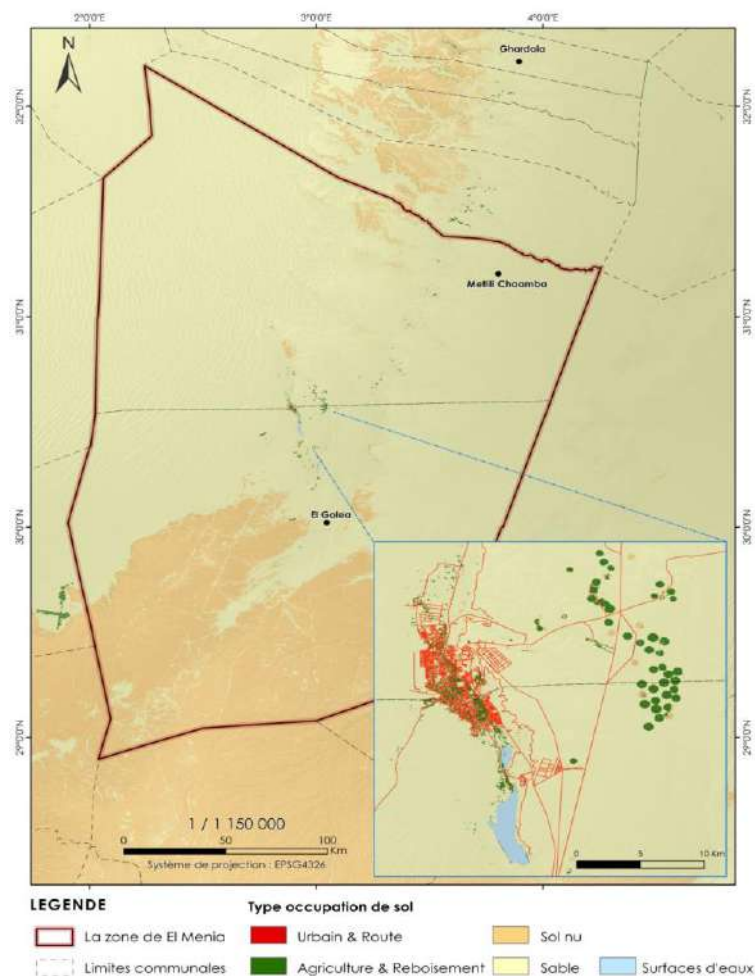 2°0'0"E 3°0'0"E 4°0'0"E
N
Ghardaia
22°0'0"N 22°0'0"N
Metlili Chaamba
31°0'0"N 31°0'0"N
El Golea
30°0'0"N 30°0'0"N
29°0'0"N 29°0'0"N
1 / 1 150 000
0 50 100
Km
Système de projection : EPSG4326
0 5 10 Km
LEGENDE
Type occupation de sol
La zone de El Menia
Urbain & Route
Sol nu
Limites communales
Agriculture & Reboisement
Sable
Surfaces d'eaux